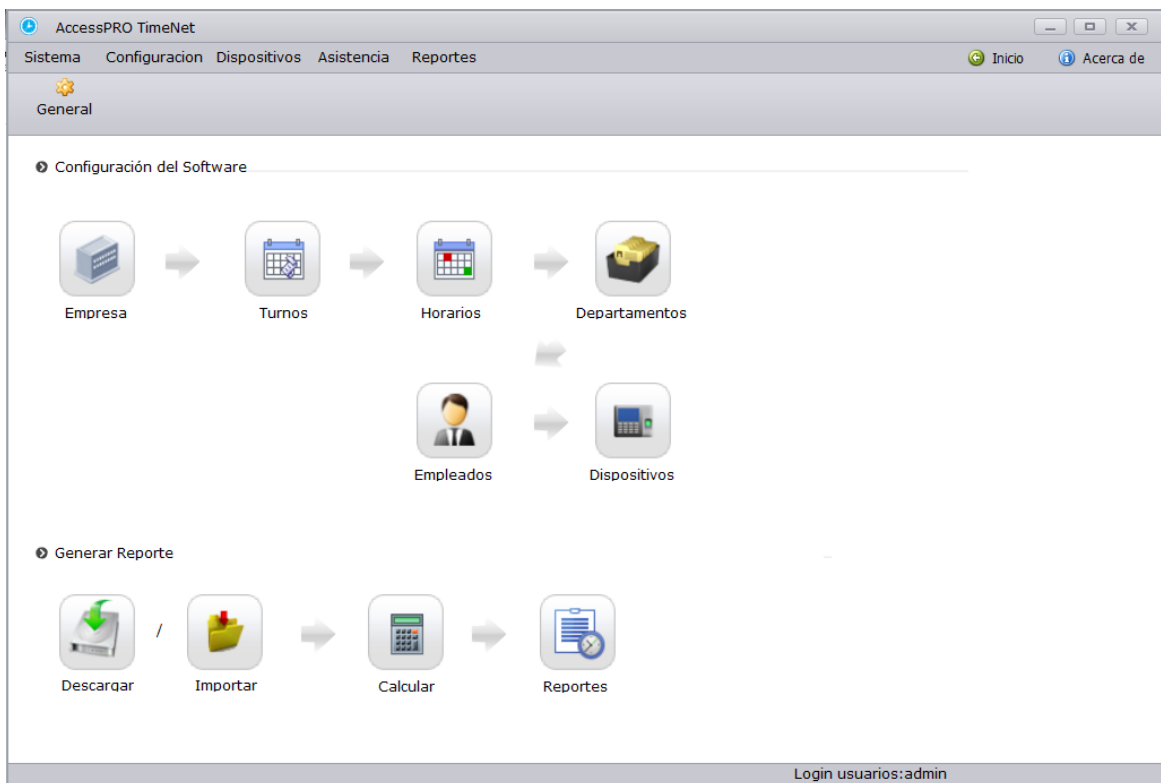 AccessPRO TimeNet
Sistema Configuracion Dispositivos Asistencia Reportes Inicio Acerca de
General
Configuración del Software
Empresa Turnos Horarios Departamentos
Empleados Dispositivos
Generar Reporte
/
Descargar Importar Calcular Reportes
Login usuarios:admin